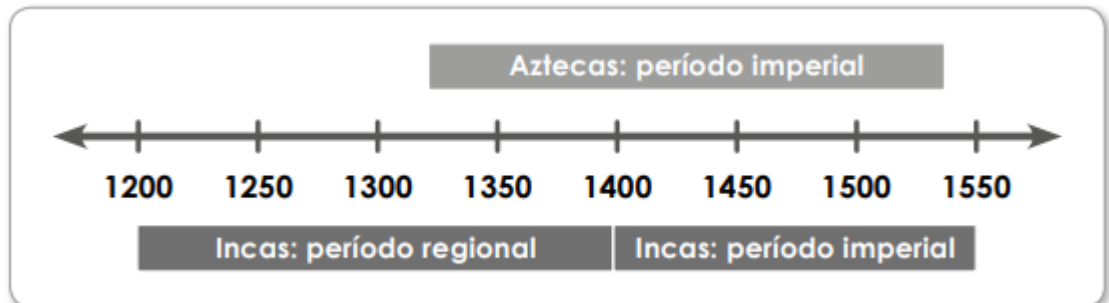 Aztecas: período imperial
1200 1250 1300 1350 1400 1450 1500 1550
Incas: período regional Incas: período imperial